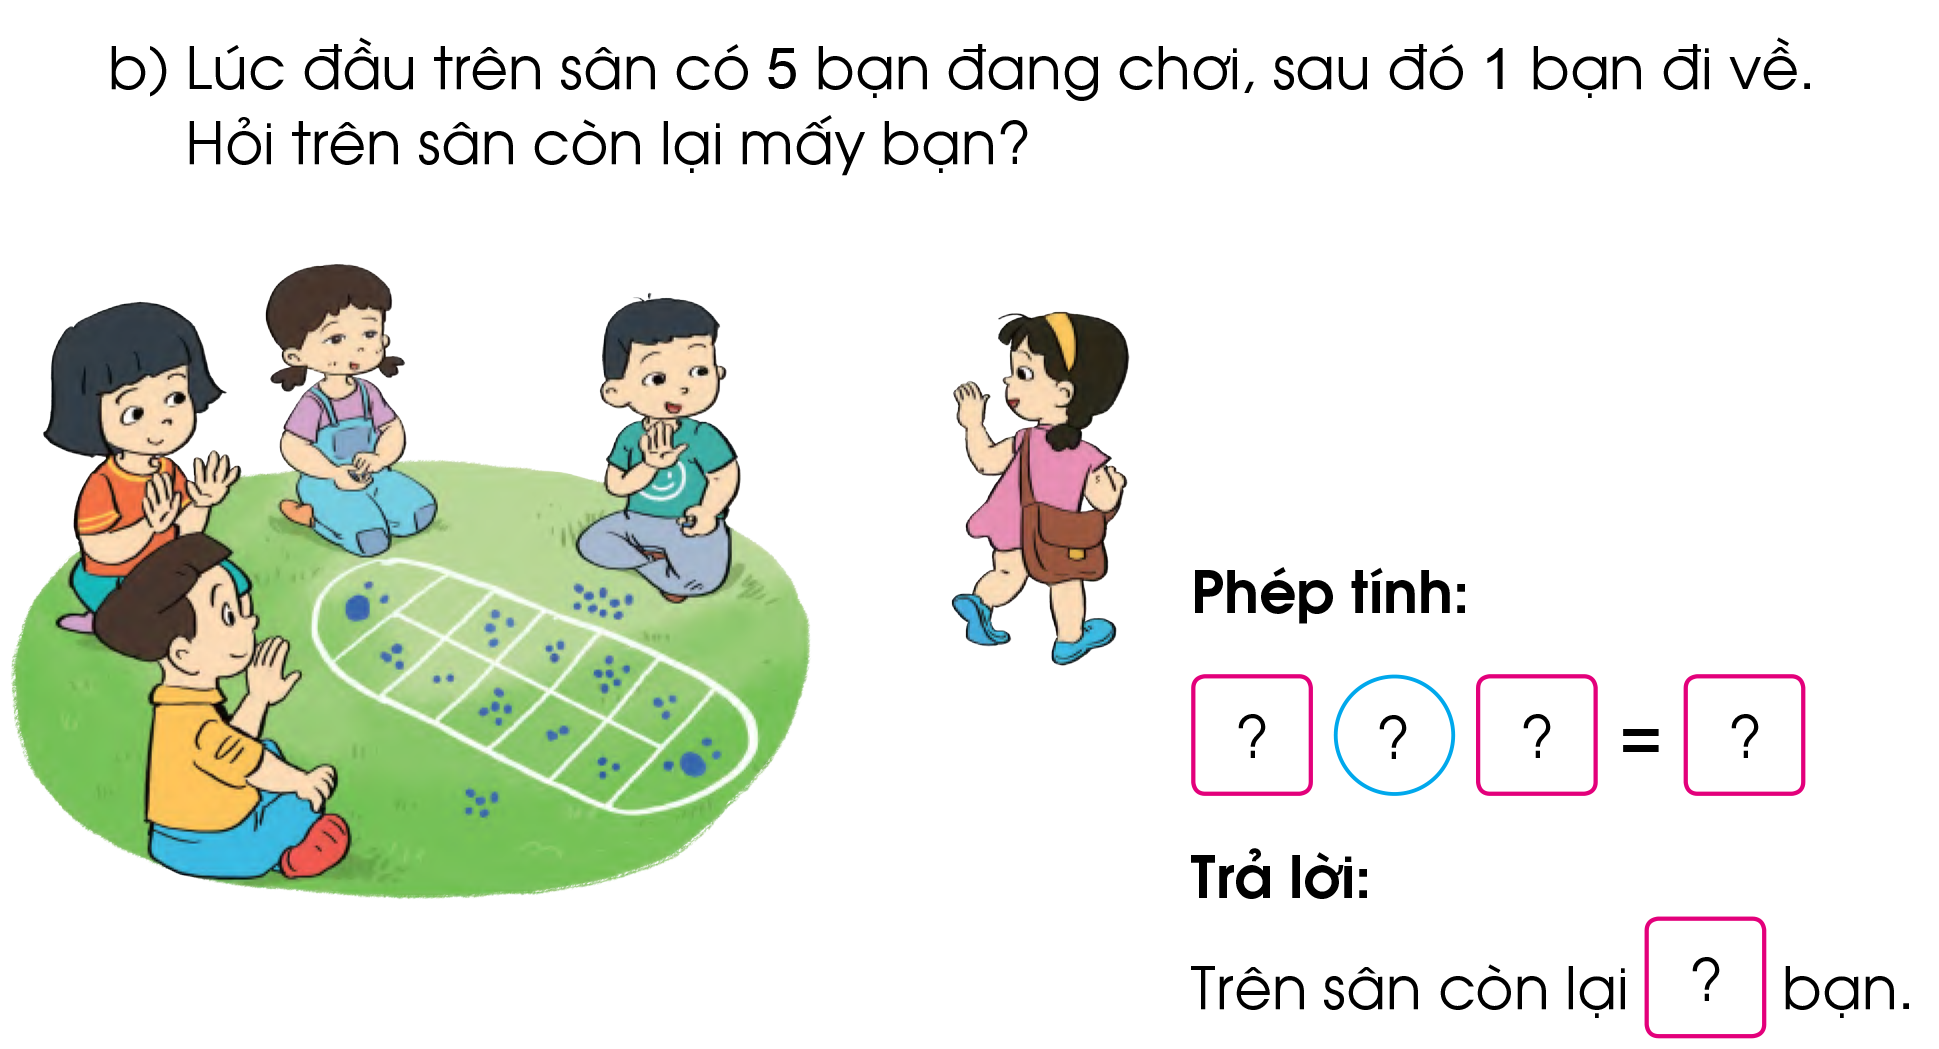 b) Lúc đầu trên sân có 5 bạn đang chơi, sau đó 1 bạn đi về.
Hỏi trên sân còn lại mấy bạn?
Phép tính:
? ? ? = ?
Trả lời:
Trên sân còn lại ? bạn.